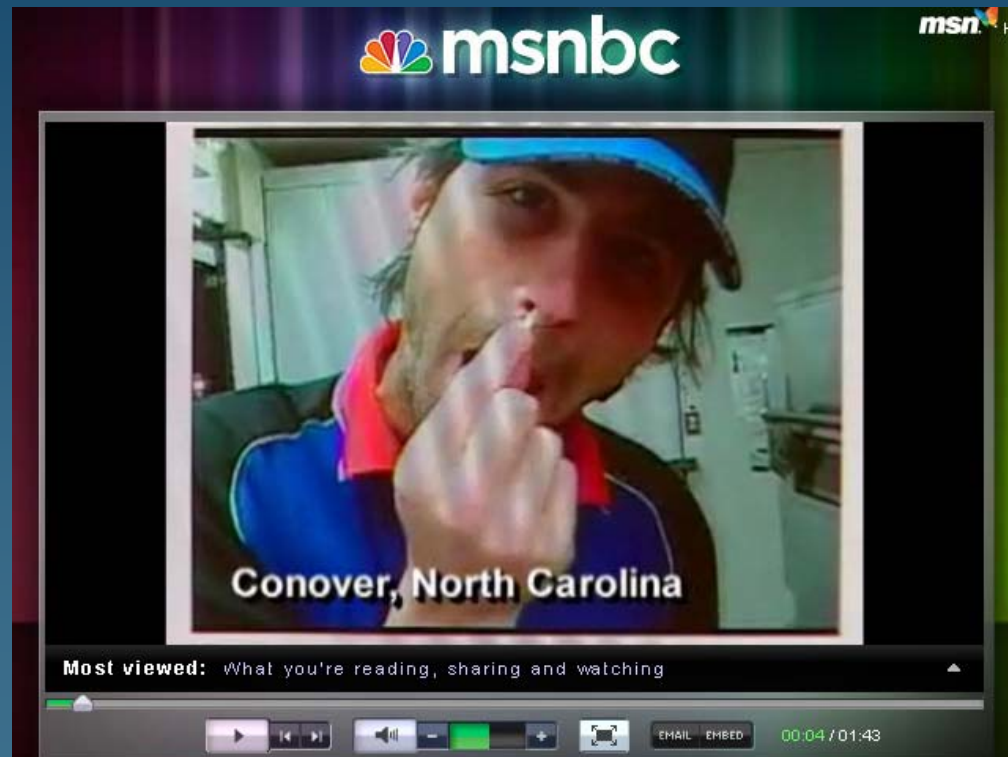 msnbc
msn
H
Conover, North Carolina
Most viewed: What you're reading, sharing and watching
EMAIL EMBED 00:04 / 01:43